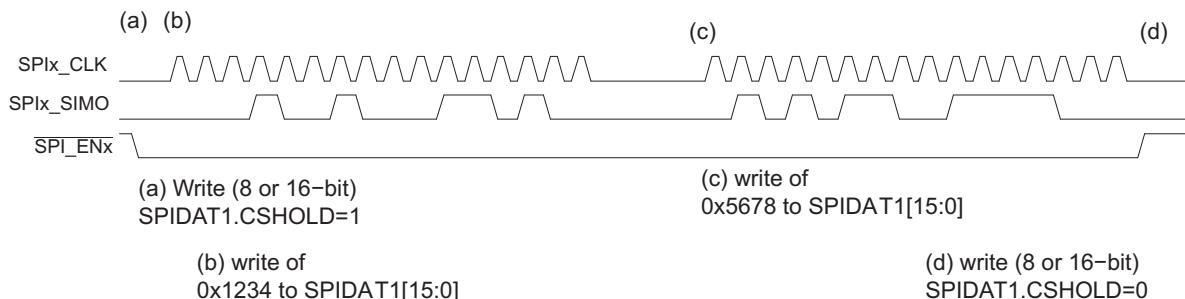 (a) (b)
(c)
(d)
SPIx_CLK
SPIx_SIMO
SPI_ENx
(a) Write (8 or 16−bit)
SPIDAT1.CSHOLD=1
(c) write of
0x5678 to SPIDAT1[15:0]
(b) write of
0x1234 to SPIDAT1[15:0]
(d) write (8 or 16−bit)
SPIDAT1.CSHOLD=0